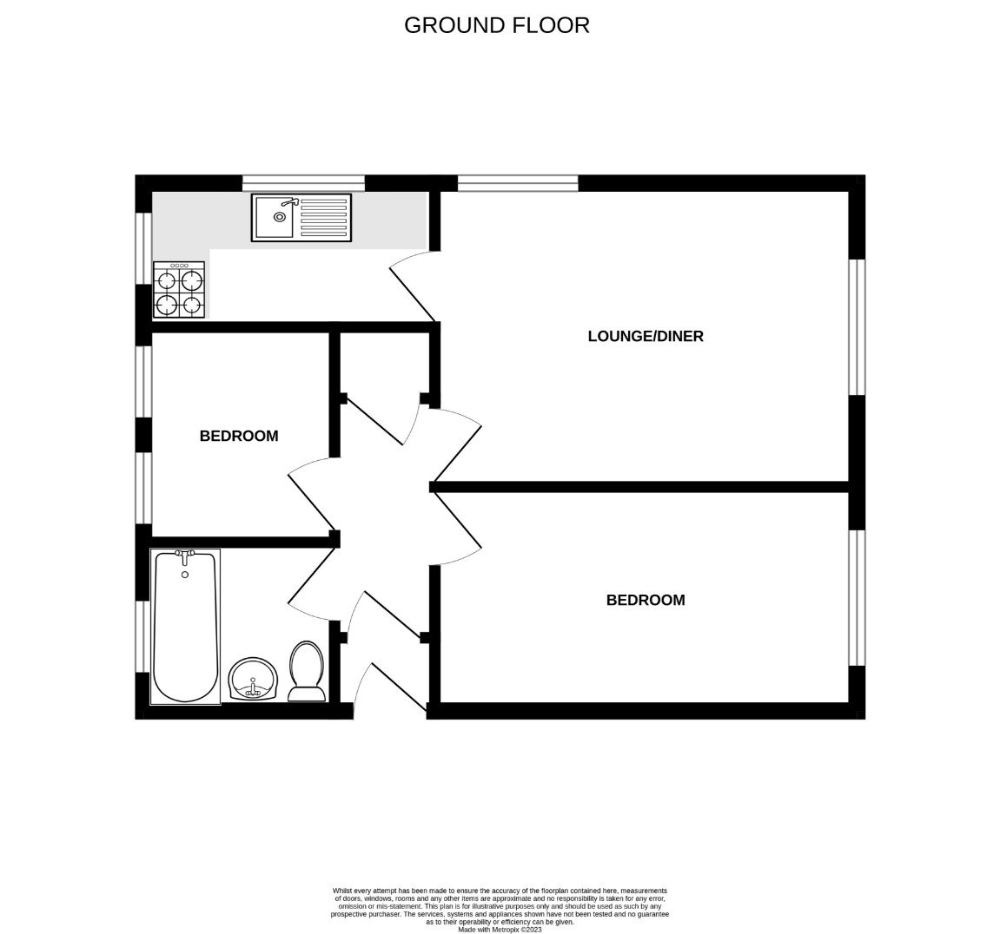 GROUND FLOOR
LOUNGE/DINER
BEDROOM
BEDROOM
Whilst every attempt has been made to ensure the accuracy of the floorplan contained here, measurements
of doors, windows, rooms and any other items are approximate and no responsibility is taken for any error,
omission or mis-statement. This plan is for illustrative purposes only and should be used as such by any
prospective purchaser. The services, systems and appliances shown have not been tested and no guarantee
as to their operability or efficiency can be given.
Made with Metropix ©2023